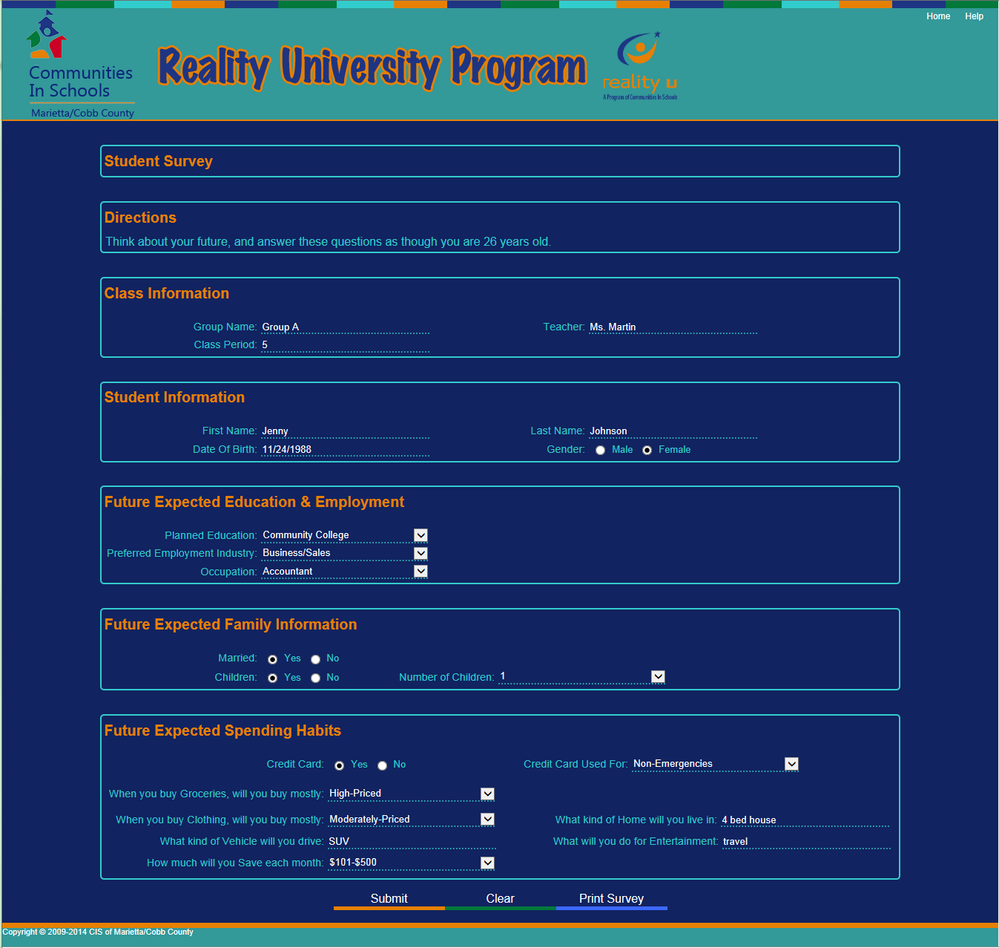 Home Help
Communities
In Schools
Marietta/Cobb County
Reality University Program
reality u
A Program of Communities In Schools
Student Survey
Directions
Think about your future, and answer these questions as though you are 26 years old.
Class Information
Group Name: Group A Teacher: Ms. Martin
Class Period: 5
Student Information
First Name: Jenny Last Name: Johnson
Date Of Birth: 11/24/1988 Gender: Male Female
Future Expected Education & Employment
Planned Education: Community College
Preferred Employment Industry: Business/Sales
Occupation: Accountant
Future Expected Family Information
Married: Yes No
Children: Yes No Number of Children: 1
Future Expected Spending Habits
Credit Card: Yes No Credit Card Used For: Non-Emergencies
When you buy Groceries, will you buy mostly: High-Priced
When you buy Clothing, will you buy mostly: Moderately-Priced What kind of Home will you live in: 4 bed house
What kind of Vehicle will you drive: SUV What will you do for Entertainment: travel
How much will you Save each month: $101-$500
Submit Clear Print Survey
Copyright © 2009-2014 CIS of Marietta/Cobb County